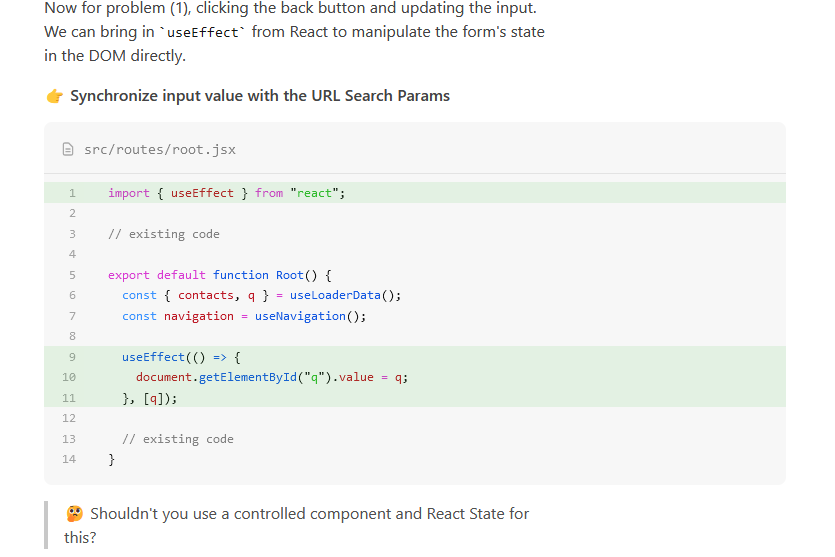 Now for problem (1), clicking the back button and updating the input.
We can bring in `useEffect` from React to manipulate the form's state
in the DOM directly.
👉 Synchronize input value with the URL Search Params
src/routes/root.jsx
1 import { useEffect } from "react";
2
3 // existing code
4
5 export default function Root() {
6 const { contacts, q } = useLoaderData();
7 const navigation = useNavigation();
8
9 useEffect(() => {
10 document.getElementById("q").value = q;
11 }, [q]);
12
13 // existing code
14 }
🤔 Shouldn't you use a controlled component and React State for
this?